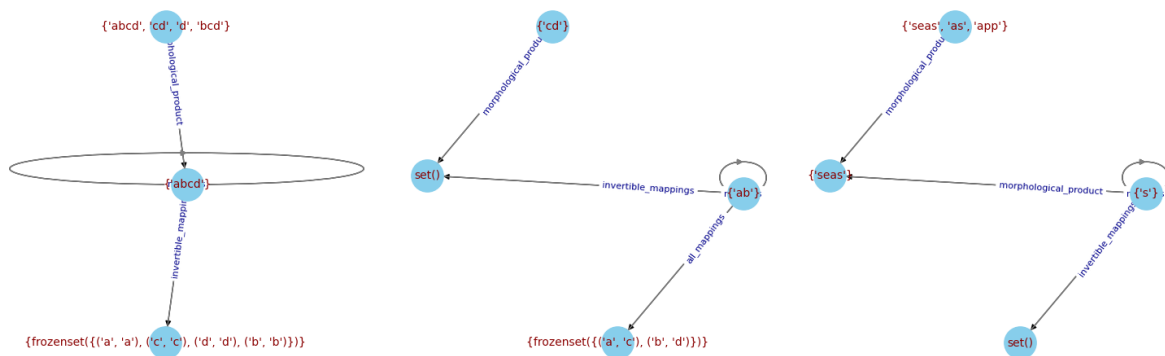 {'abcd', 'cd', 'd', 'bcd'}
morphological_product
{'abcd'}
invertible_mappings
{frozenset({('a', 'a'), ('c', 'c'), ('d', 'd'), ('b', 'b')})}
{'cd'}
morphological_product
set()
invertible_mappings
{'ab'}
all_mappings
{frozenset({('a', 'c'), ('b', 'd')})}
{'seas', 'as', 'app'}
morphological_product
{'seas'}
morphological_product
{'s'}
invertible_mappings
set()